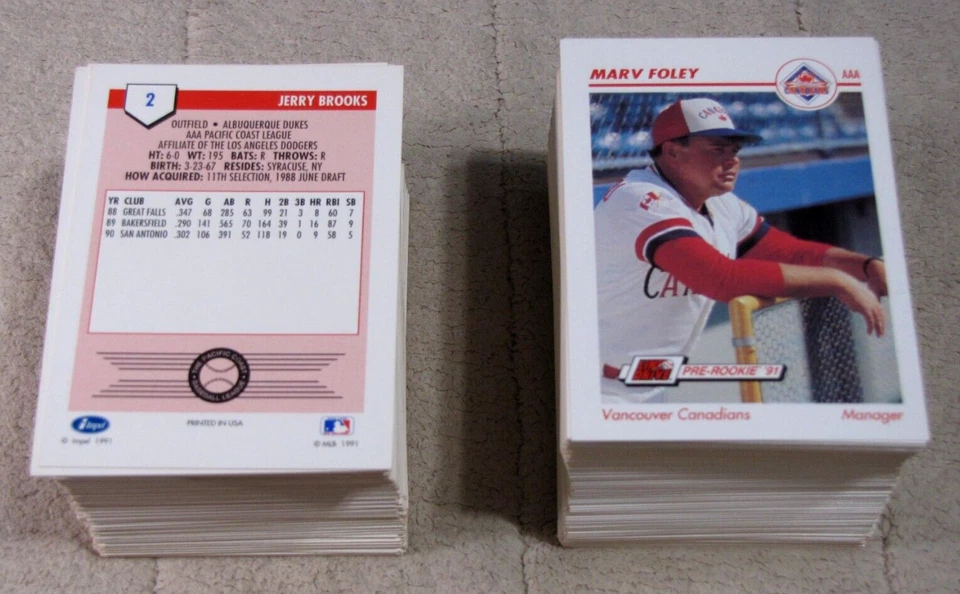 2
JERRY BROOKS
OUTFIELD • ALBUQUERQUE DUKES
AAA PACIFIC COAST LEAGUE
AFFILIATE OF THE LOS ANGELES DODGERS
HT: 6-0 WT: 195 BATS: R THROWS: R
BIRTH: 3-23-67 RESIDES: SYRACUSE, NY
HOW ACQUIRED: 11TH SELECTION, 1988 JUNE DRAFT
YR CLUB AVG G AB R H 2B 3B HR RBI SB
88 GREAT FALLS .347 68 285 63 99 21 3 8 60 7
89 BAKERSFIELD .290 141 565 70 164 39 1 16 87 9
90 SAN ANTONIO .302 106 391 52 118 19 0 9 58 5
THE PACIFIC COAST
BASEBALL LEAGUE
Impel
PRINTED IN USA
© Impel 1991
© MLB 1991
MARV FOLEY
AAA
PRE-ROOKIE '91
Vancouver Canadians
Manager